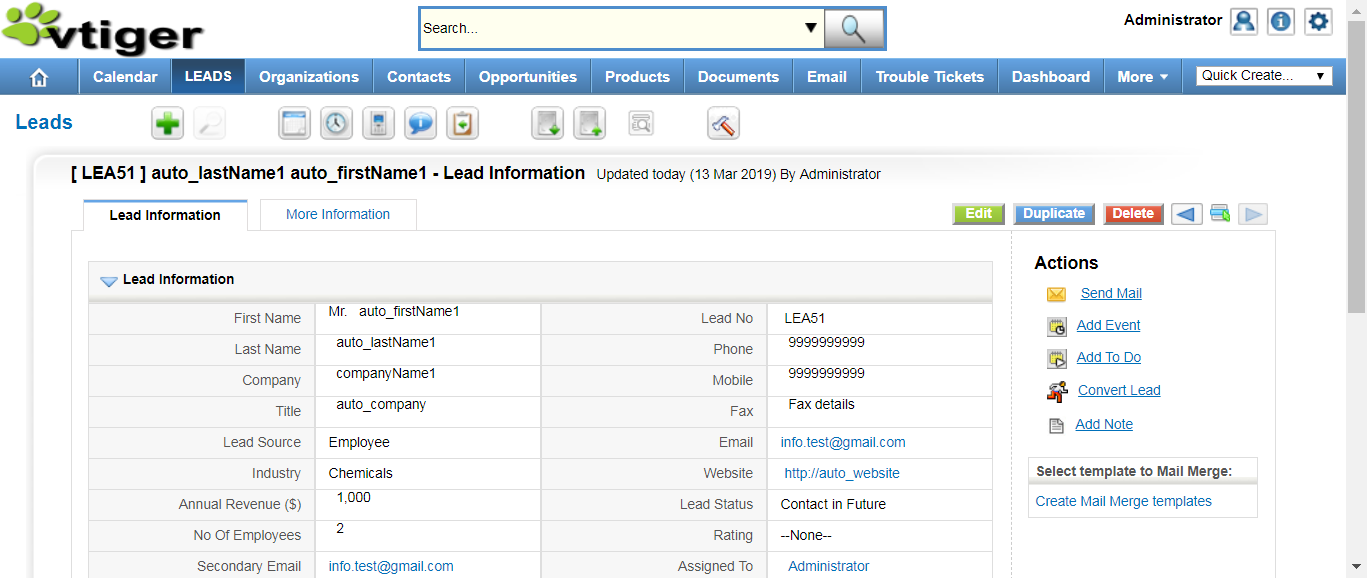 vtiger
Search...
Administrator
Calendar LEADS Organizations Contacts Opportunities Products Documents Email Trouble Tickets Dashboard More Quick Create...
Leads
[ LEA51 ] auto_lastName1 auto_firstName1 - Lead Information Updated today (13 Mar 2019) By Administrator
Lead Information More Information Edit Duplicate Delete
Lead Information
First Name Mr. auto_firstName1 Lead No LEA51
Last Name auto_lastName1 Phone 9999999999
Company companyName1 Mobile 9999999999
Title auto_company Fax Fax details
Lead Source Employee Email info.test@gmail.com
Industry Chemicals Website http://auto_website
Annual Revenue ($) 1,000 Lead Status Contact in Future
No Of Employees 2 Rating --None--
Secondary Email info.test@gmail.com Assigned To Administrator
Actions
Send Mail
Add Event
Add To Do
Convert Lead
Add Note
Select template to Mail Merge:
Create Mail Merge templates